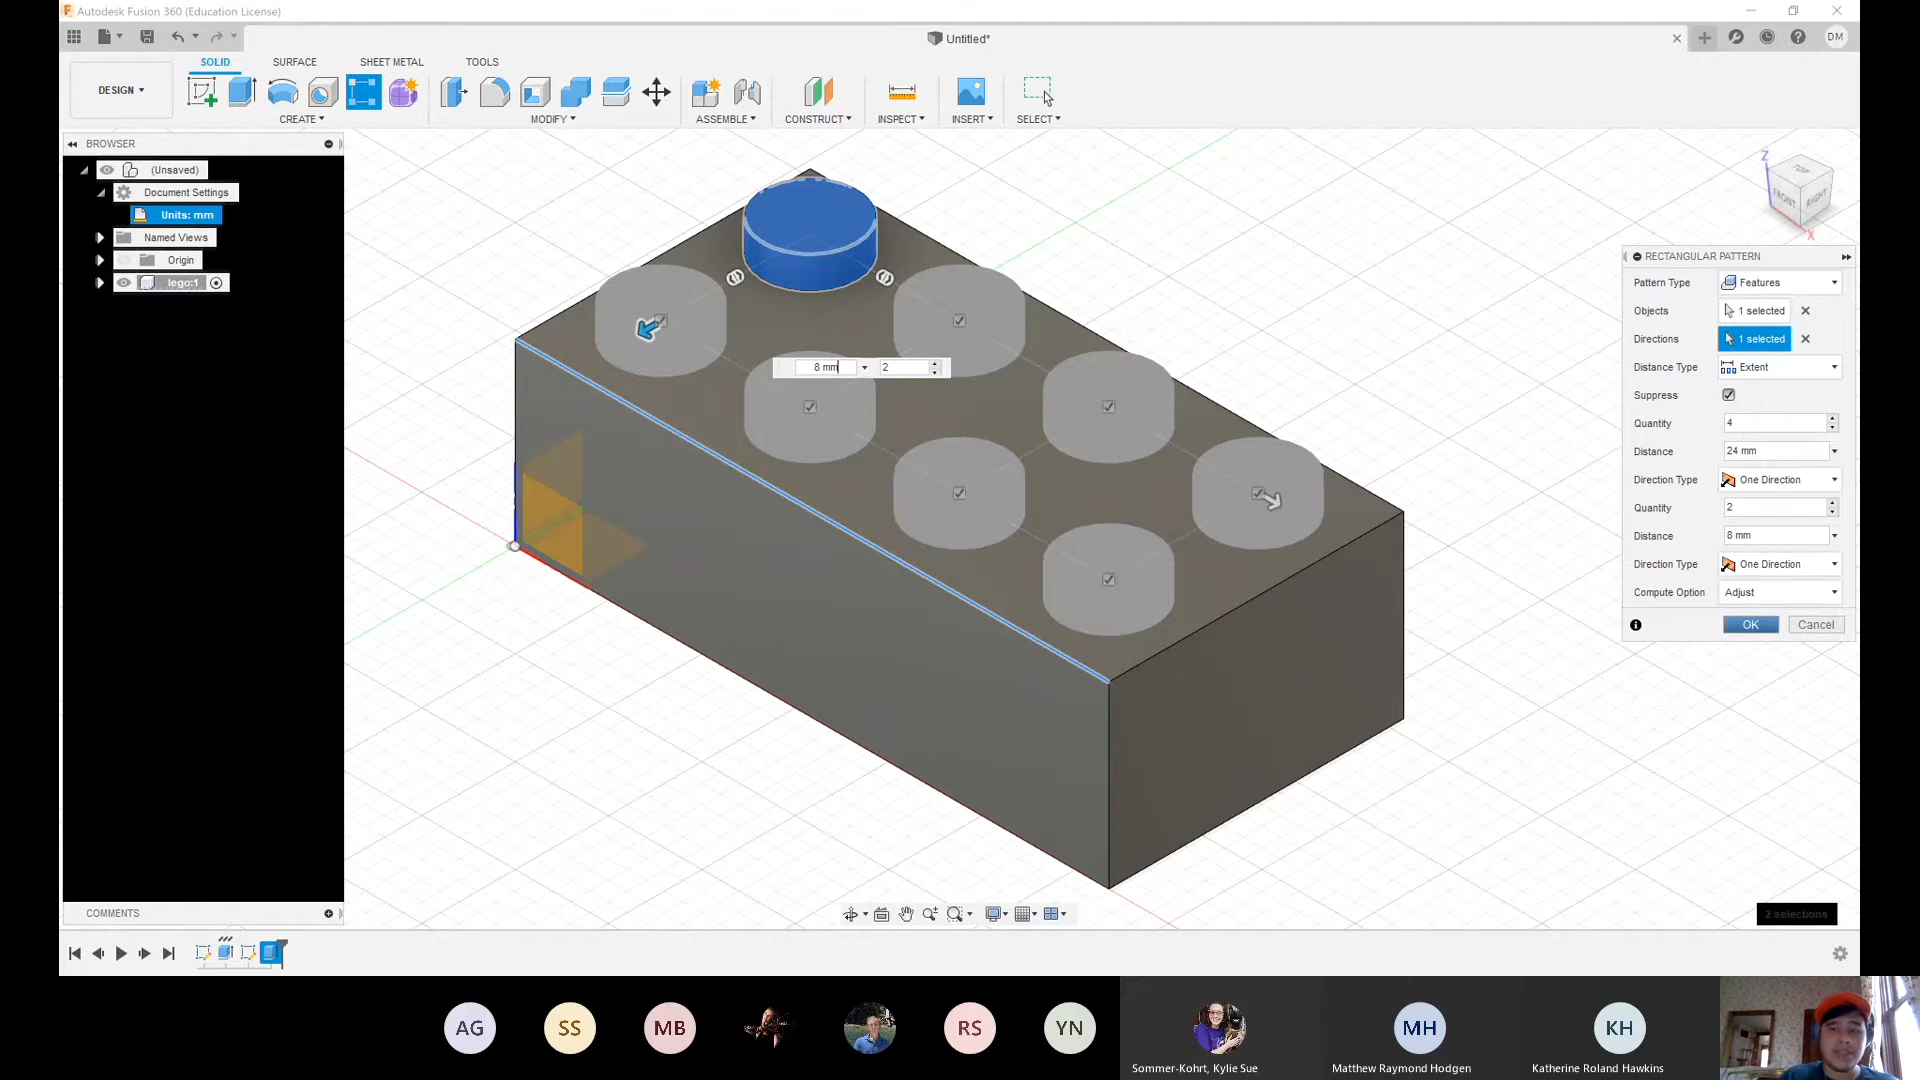 Autodesk Fusion 360 (Education License)
Untitled*
DM
DESIGN
SOLID
SURFACE
SHEET METAL
TOOLS
CREATE
MODIFY
ASSEMBLE
CONSTRUCT
INSPECT
INSERT
SELECT
BROWSER
(Unsaved)
Document Settings
Units: mm
Named Views
Origin
lego:1
8 mm
2
Z
TOP
FRONT
RIGHT
X
RECTANGULAR PATTERN
Pattern Type Features
Objects 1 selected
Directions 1 selected
Distance Type Extent
Suppress
Quantity 4
Distance 24 mm
Direction Type One Direction
Quantity 2
Distance 8 mm
Direction Type One Direction
Compute Option Adjust
OK Cancel
COMMENTS
2 selections
AG
SS
MB
RS
YN
MH
KH
Sommer-Kohrt, Kylie Sue
Matthew Raymond Hodgen
Katherine Roland Hawkins